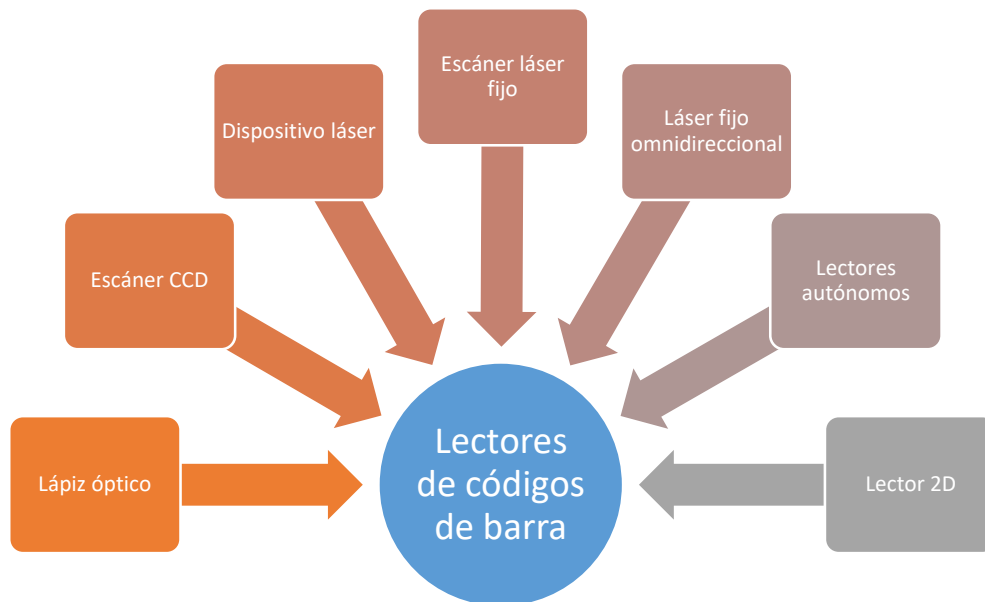 Escáner láser
fijo
Dispositivo láser
Láser fijo
omnidireccional
Escáner CCD
Lectores
autónomos
Lápiz óptico
Lectores
de códigos
de barra
Lector 2D